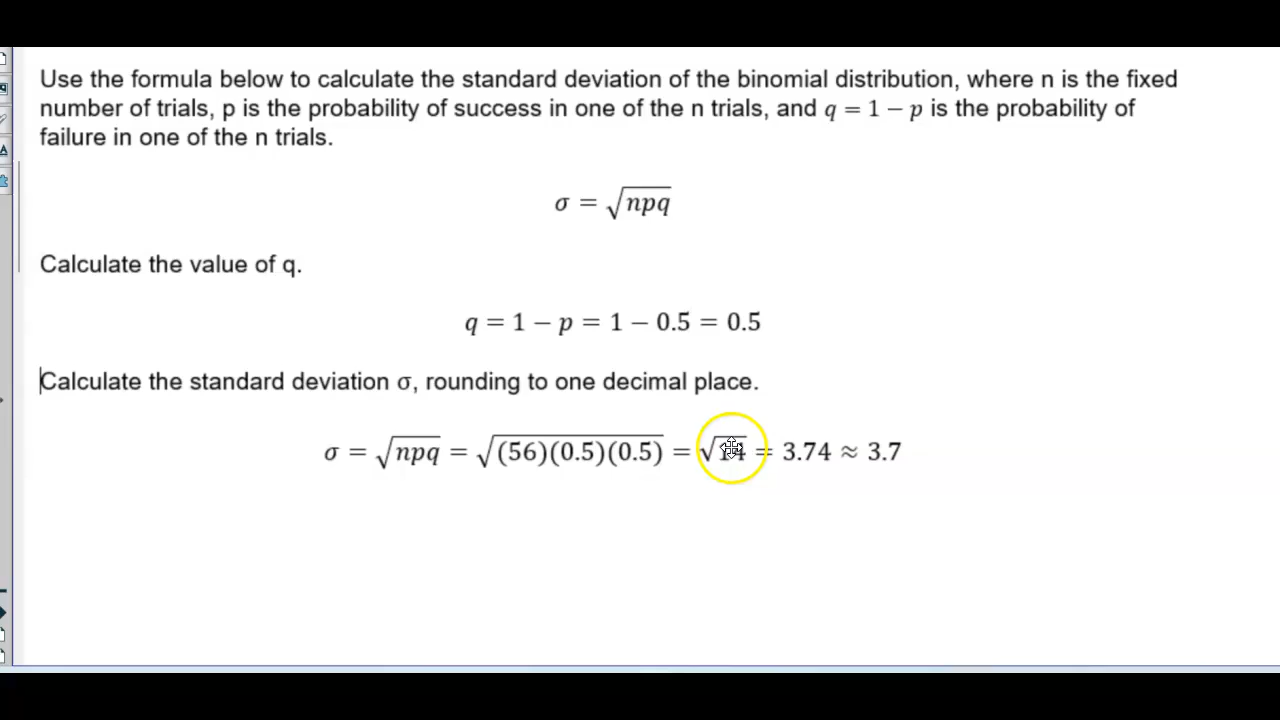 Use the formula below to calculate the standard deviation of the binomial distribution, where n is the fixed
number of trials, p is the probability of success in one of the n trials, and q = 1 − p is the probability of
failure in one of the n trials.
σ = √npq
Calculate the value of q.
q = 1 − p = 1 − 0.5 = 0.5
Calculate the standard deviation σ, rounding to one decimal place.
σ = √npq = √(56)(0.5)(0.5) = √14 = 3.74 ≈ 3.7